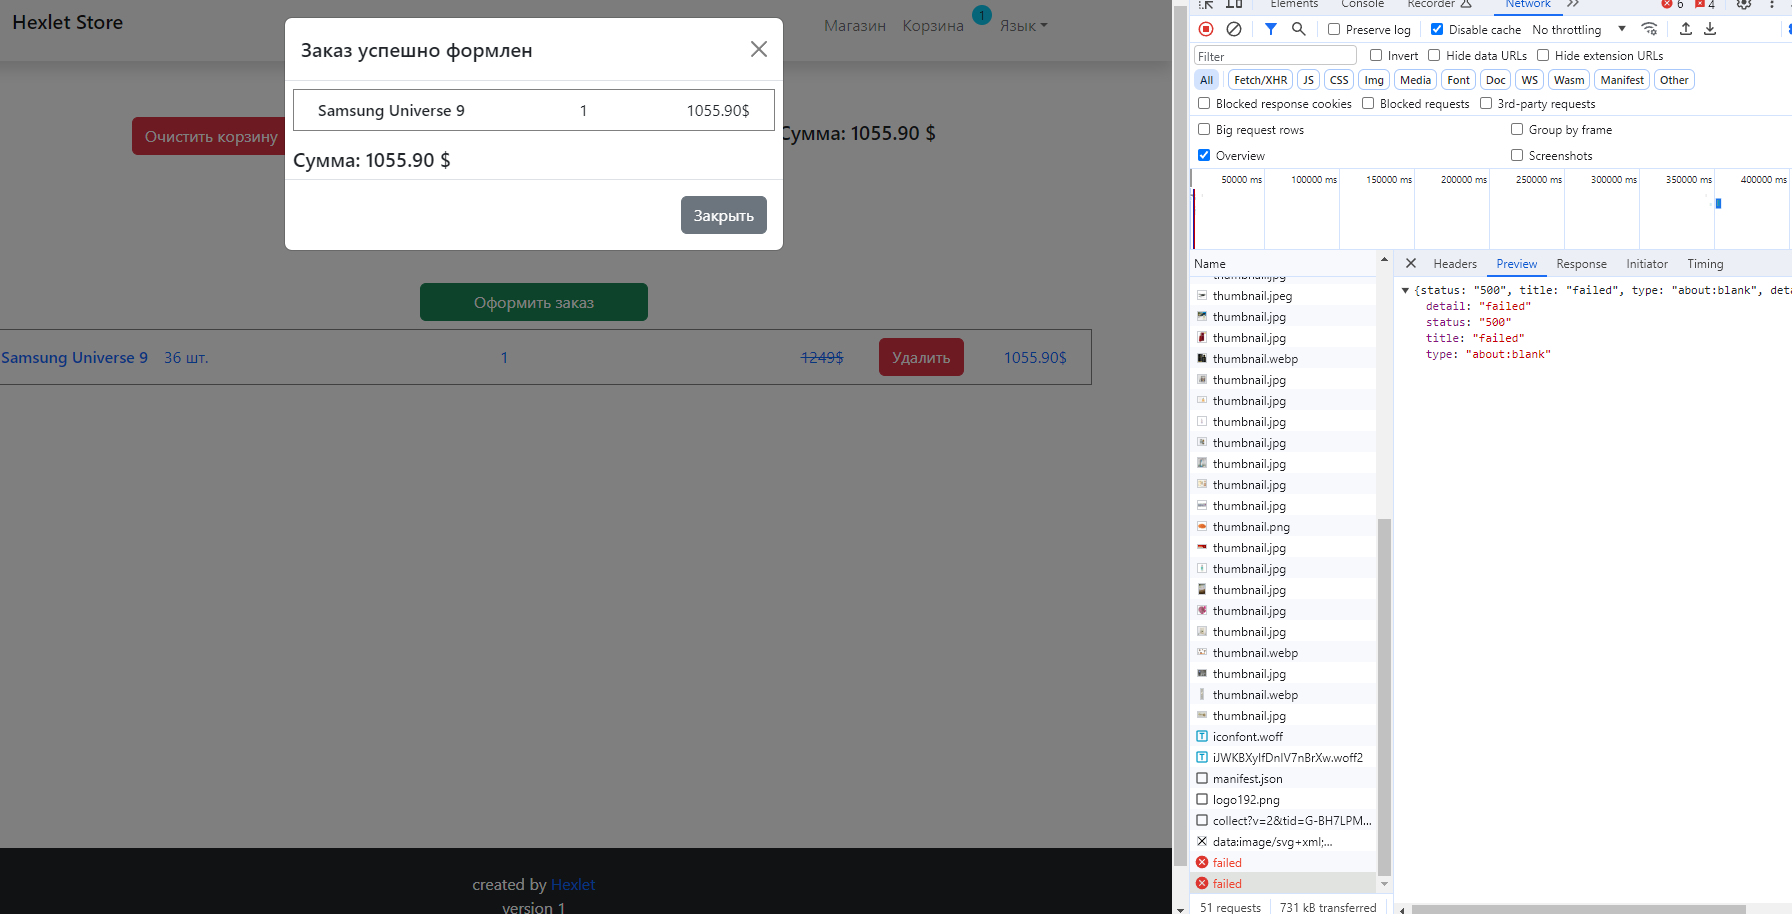 Hexlet Store
Магазин Корзина 1 Язык
Заказ успешно формлен
Samsung Universe 9 1 1055.90$
Сумма: 1055.90 $
Закрыть
Очистить корзину
Сумма: 1055.90 $
Оформить заказ
Samsung Universe 9 36 шт. 1 1249$ Удалить 1055.90$
created by Hexlet
version 1
Elements Console Recorder Network 6 4
Preserve log Disable cache No throttling
Filter Invert Hide data URLs Hide extension URLs
All Fetch/XHR JS CSS Img Media Font Doc WS Wasm Manifest Other
Blocked response cookies Blocked requests 3rd-party requests
Big request rows Group by frame
Overview Screenshots
50000 ms 100000 ms 150000 ms 200000 ms 250000 ms 300000 ms 350000 ms 400000 ms
Name
thumbnail.jpg
thumbnail.jpeg
thumbnail.jpg
thumbnail.jpg
thumbnail.webp
thumbnail.jpg
thumbnail.jpg
thumbnail.jpg
thumbnail.jpg
thumbnail.jpg
thumbnail.jpg
thumbnail.jpg
thumbnail.png
thumbnail.jpg
thumbnail.jpg
thumbnail.jpg
thumbnail.jpg
thumbnail.jpg
thumbnail.webp
thumbnail.jpg
thumbnail.webp
thumbnail.jpg
iconfont.woff
iJWKBXyIfDnIV7nBrXw.woff2
manifest.json
logo192.png
collect?v=2&tid=G-BH7LPM...
data:image/svg+xml;...
failed
failed
51 requests 731 kB transferred
Headers Preview Response Initiator Timing
{status: "500", title: "failed", type: "about:blank", deta
detail: "failed"
status: "500"
title: "failed"
type: "about:blank"